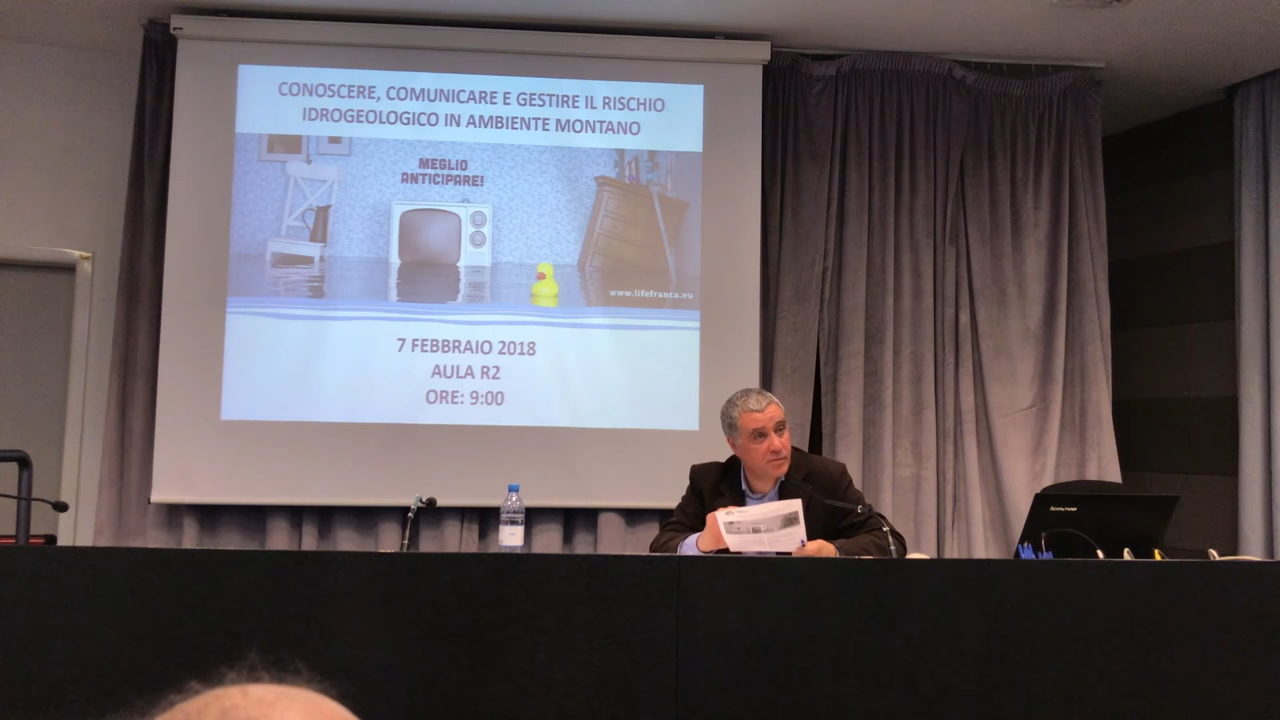 CONOSCERE, COMUNICARE E GESTIRE IL RISCHIO
IDROGEOLOGICO IN AMBIENTE MONTANO
MEGLIO
ANTICIPARE!
www.lifefranca.eu
7 FEBBRAIO 2018
AULA R2
ORE: 9:00
lenovo